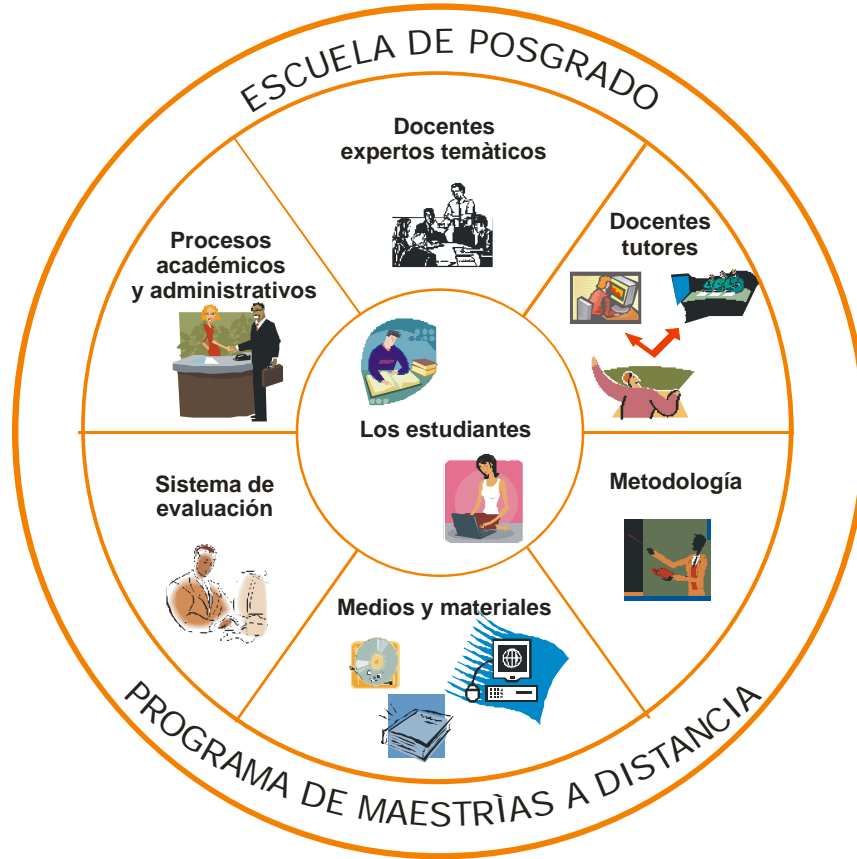 ESCUELA DE POSGRADO
Docentes
expertos temàticos
Docentes
tutores
Procesos
académicos
y administrativos
Los estudiantes
Sistema de
evaluación
Metodología
Medios y materiales
PROGRAMA DE MAESTRÌAS A DISTANCIA